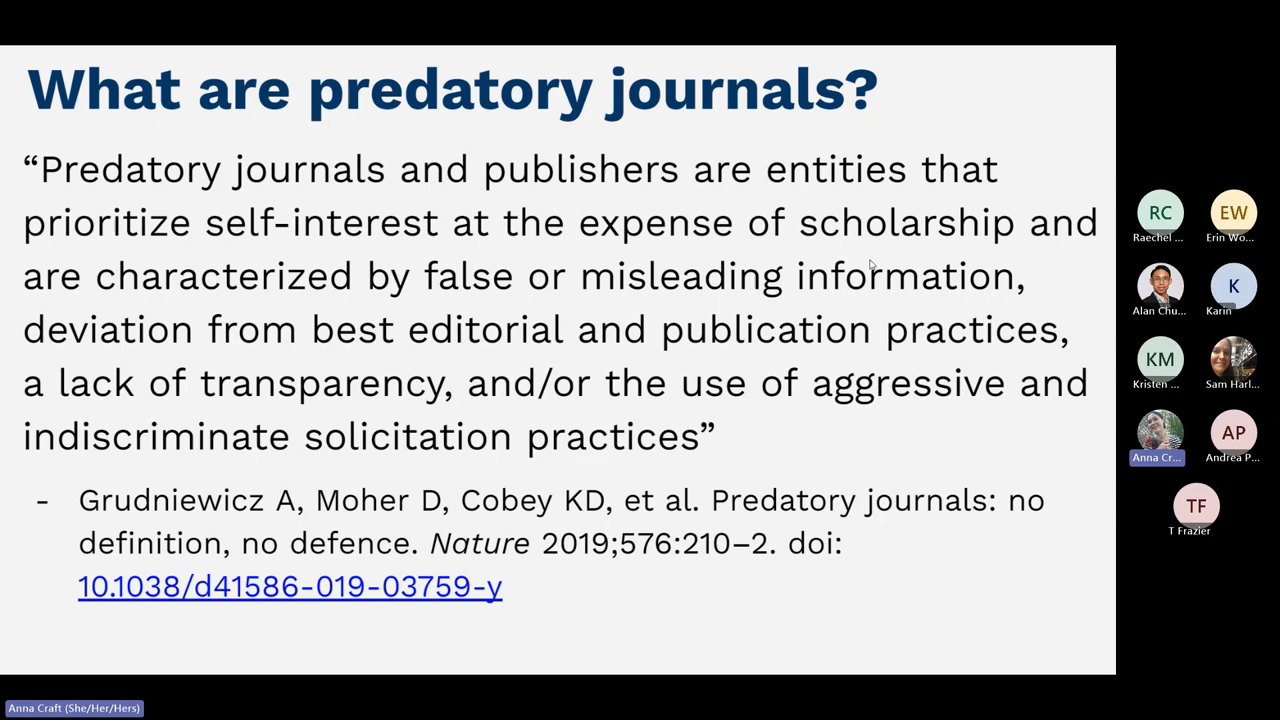 What are predatory journals?
“Predatory journals and publishers are entities that
prioritize self-interest at the expense of scholarship and
are characterized by false or misleading information,
deviation from best editorial and publication practices,
a lack of transparency, and/or the use of aggressive and
indiscriminate solicitation practices”
- Grudniewicz A, Moher D, Cobey KD, et al. Predatory journals: no
definition, no defence. Nature 2019;576:210–2. doi:
10.1038/d41586-019-03759-y
RC
Raechel ...
EW
Erin Wo...
Alan Chu...
K
Karin
KM
Kristen ...
Sam Harl...
Anna Cr...
AP
Andrea P...
TF
T Frazier
Anna Craft (She/Her/Hers)